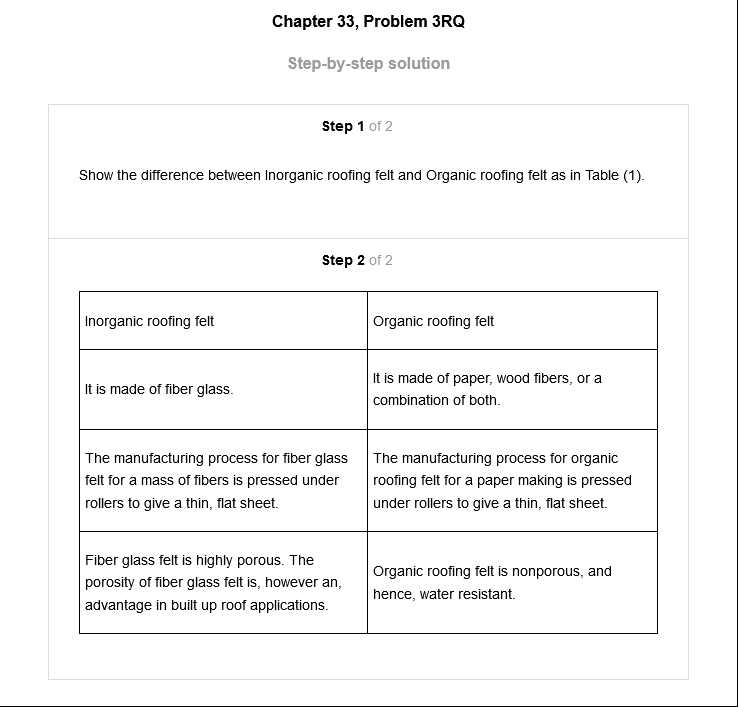 Chapter 33, Problem 3RQ
Step-by-step solution
Step 1 of 2
Show the difference between Inorganic roofing felt and Organic roofing felt as in Table (1).
Step 2 of 2
Inorganic roofing felt
Organic roofing felt
It is made of fiber glass.
It is made of paper, wood fibers, or a
combination of both.
The manufacturing process for fiber glass
felt for a mass of fibers is pressed under
rollers to give a thin, flat sheet.
The manufacturing process for organic
roofing felt for a paper making is pressed
under rollers to give a thin, flat sheet.
Fiber glass felt is highly porous. The
porosity of fiber glass felt is, however an,
advantage in built up roof applications.
Organic roofing felt is nonporous, and
hence, water resistant.